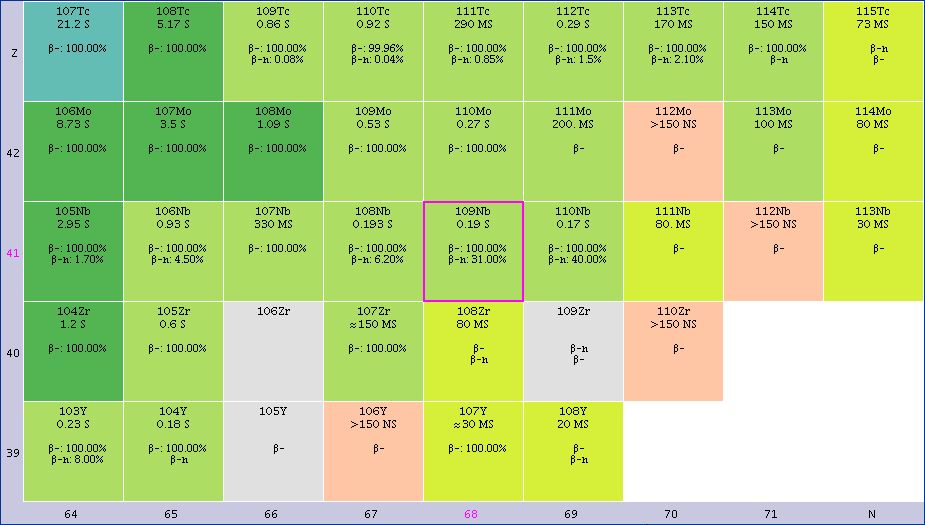 107Tc 108Tc 109Tc 110Tc 111Tc 112Tc 113Tc 114Tc 115Tc
21.2 S 5.17 S 0.86 S 0.92 S 290 MS 0.29 S 170 MS 150 MS 73 MS
Z β-: 100.00% β-: 100.00% β-: 100.00% β-: 99.96% β-: 100.00% β-: 100.00% β-: 100.00% β-: 100.00% β-n
β-n: 0.08% β-n: 0.04% β-n: 0.85% β-n: 1.5% β-n: 2.10% β-n β-
106Mo 107Mo 108Mo 109Mo 110Mo 111Mo 112Mo 113Mo 114Mo
8.73 S 3.5 S 1.09 S 0.53 S 0.27 S 200. MS >150 NS 100 MS 80 MS
42 β-: 100.00% β-: 100.00% β-: 100.00% β-: 100.00% β-: 100.00% β- β- β-: 100.00% β-
105Nb 106Nb 107Nb 108Nb 109Nb 110Nb 111Nb 112Nb 113Nb
2.95 S 0.93 S 330 MS 0.193 S 0.19 S 0.17 S 80. MS >150 NS 30 MS
41 β-: 100.00% β-: 100.00% β-: 100.00% β-: 100.00% β-: 100.00% β-: 100.00% β- β- β-
β-n: 1.70% β-n: 4.50% β-n: 6.20% β-n: 31.00% β-n: 40.00%
104Zr 105Zr 106Zr 107Zr 108Zr 109Zr 110Zr
1.2 S 0.6 S ≈150 MS 80 MS >150 NS
40 β-: 100.00% β-: 100.00% β-: 100.00% β- β-n β-
β-n β-
103Y 104Y 105Y 106Y 107Y 108Y
0.23 S 0.18 S >150 NS ≈30 MS 20 MS
39 β-: 100.00% β-: 100.00% β- β- β-: 100.00% β-
β-n: 8.00% β-n β-n
64 65 66 67 68 69 70 71 N